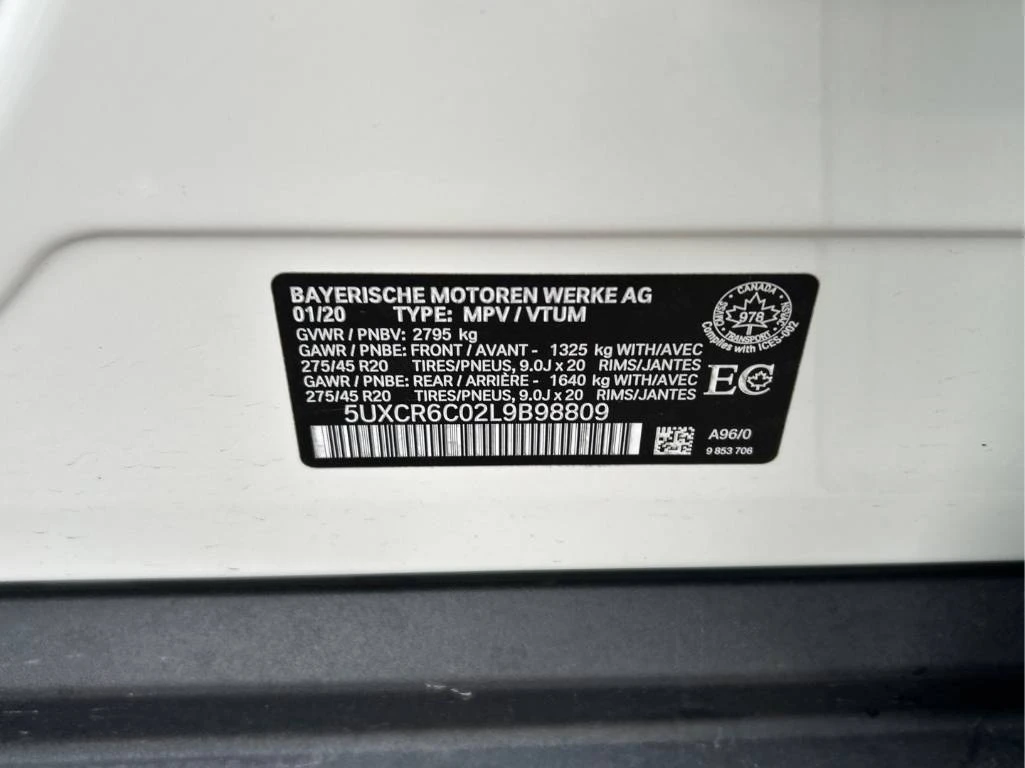 BAYERISCHE MOTOREN WERKE AG
01/20 TYPE: MPV / VTUM
GVWR / PNBV: 2795 kg
GAWR / PNBE: FRONT / AVANT - 1325 kg WITH/AVEC
275/45 R20 TIRES/PNEUS, 9.0J x 20 RIMS/JANTES
GAWR / PNBE: REAR / ARRIÈRE - 1640 kg WITH/AVEC
275/45 R20 TIRES/PNEUS, 9.0J x 20 RIMS/JANTES
5UXCR6C02L9B98809
CANADA
978
TRANSPORT
Complies with ICES-002
EC
A96/0
9 853 706